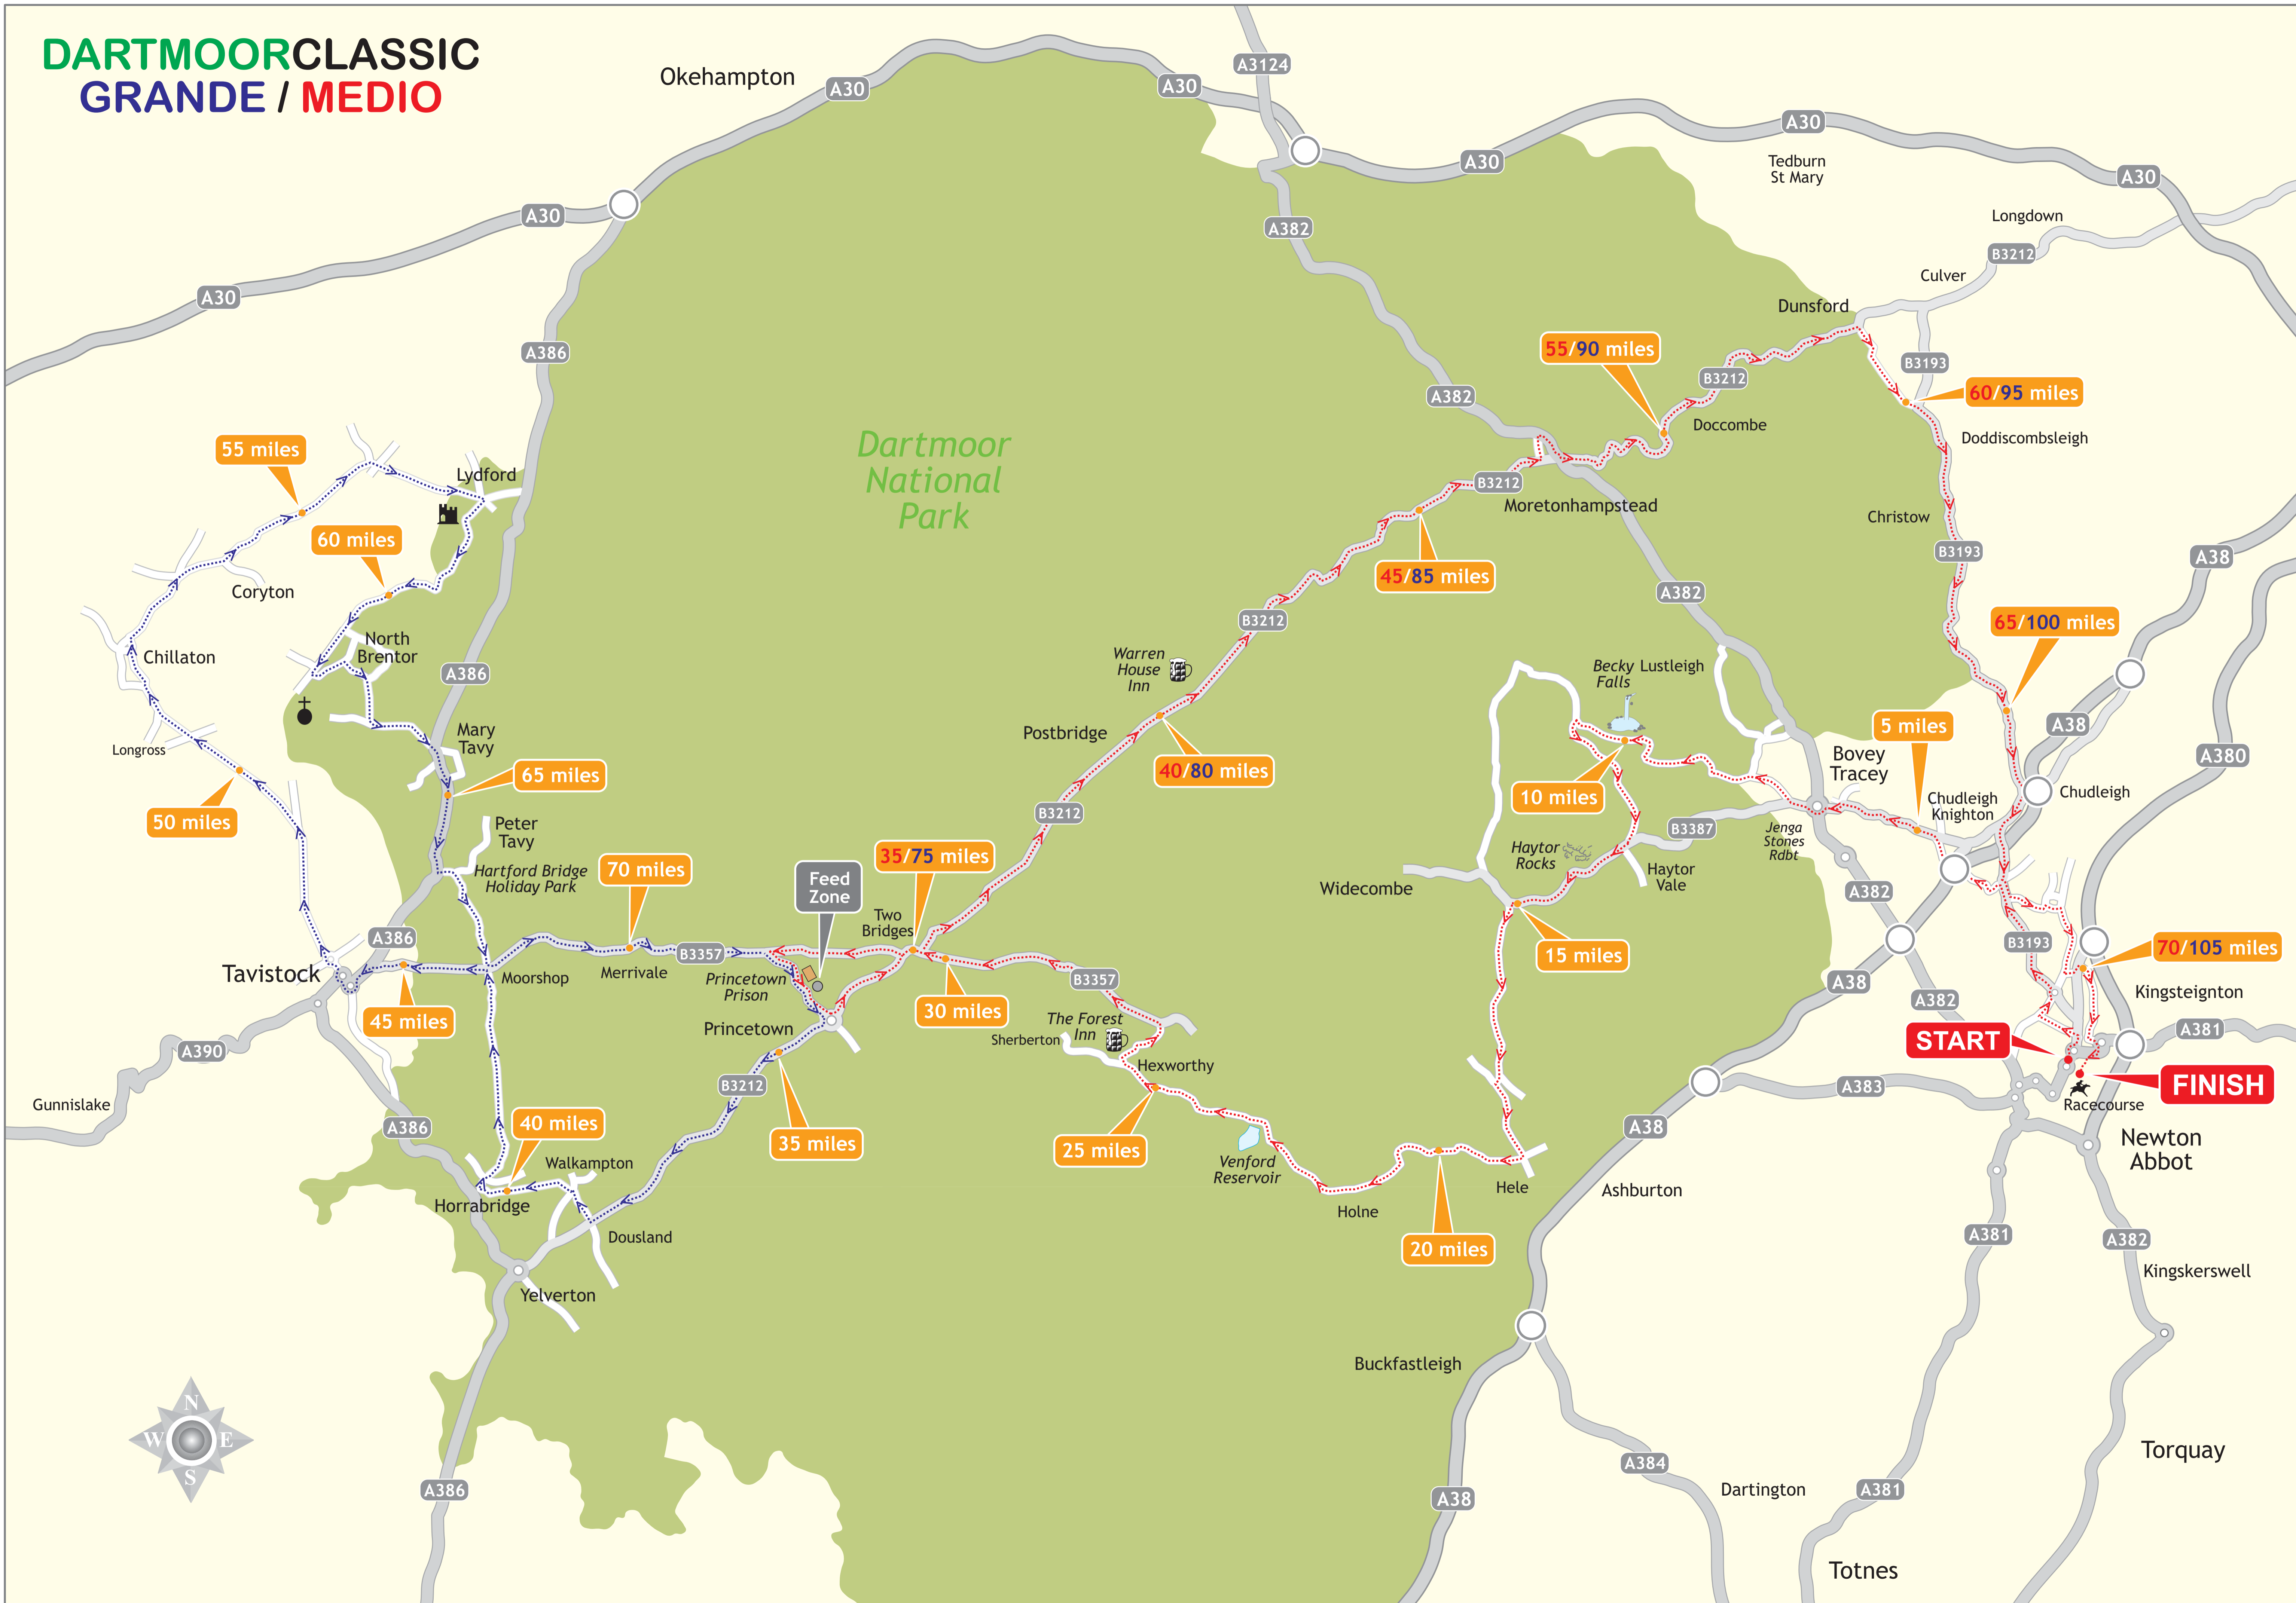 DARTMOORCLASSIC
GRANDE / MEDIO
Okehampton
A30
A30
A3124
A30
A30
A30
A30
A30
Tedburn
St Mary
Longdown
B3212
Culver
Dunsford
A382
A386
B3193
55/90 miles
B3212
60/95 miles
A382
Doccombe
Doddiscombsleigh
Dartmoor
National
Park
55 miles
Lydford
B3212
Moretonhampstead
Christow
60 miles
B3193
A38
45/85 miles
Coryton
A382
B3212
65/100 miles
North
Brentor
Chillaton
A386
Warren
House
Inn
Becky
Falls
Lustleigh
Longross
Mary
Tavy
Postbridge
5 miles
A38
A380
65 miles
40/80 miles
Bovey
Tracey
10 miles
Chudleigh
Knighton
Chudleigh
50 miles
B3212
Peter
Tavy
Jenga
Stones
Rdbt
B3387
Hartford Bridge
Holiday Park
70 miles
Feed
Zone
35/75 miles
Haytor
Rocks
Haytor
Vale
Widecombe
A382
Two
Bridges
A386
B3357
15 miles
B3193
70/105 miles
Tavistock
Moorshop
Merrivale
Princetown
Prison
B3357
A38
Kingsteignton
45 miles
30 miles
A382
Princetown
The Forest
Inn
Sherberton
START
A381
A390
Hexworthy
B3212
A383
FINISH
Gunnislake
Racecourse
40 miles
35 miles
25 miles
A386
A38
Newton
Abbot
Walkampton
Venford
Reservoir
Hele
Ashburton
Horrabridge
Holne
Dousland
20 miles
A381
A382
Kingskerswell
Yelverton
Buckfastleigh
N
W
E
S
Torquay
A384
A386
A38
Dartington
A381
Totnes